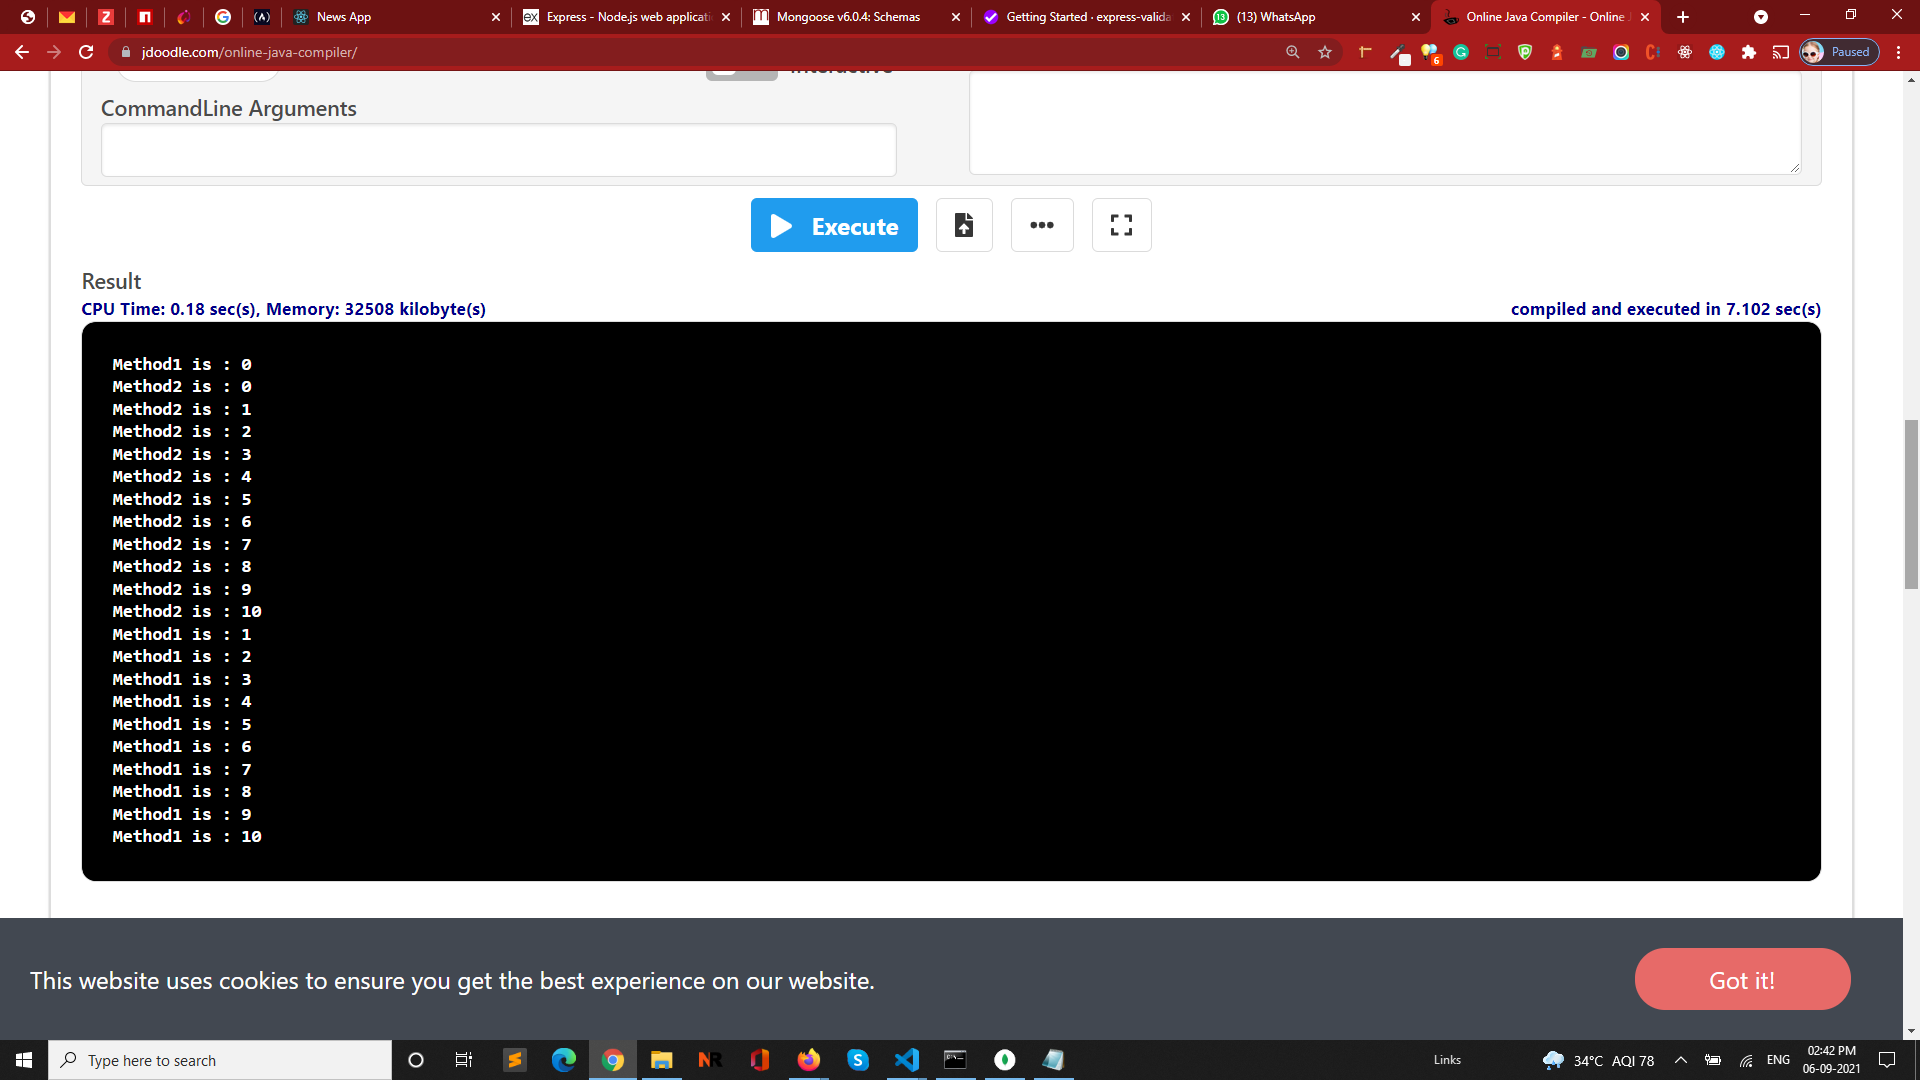 News App
Express - Node.js web applicati
Mongoose v6.0.4: Schemas
Getting Started · express-valida
(13) WhatsApp
Online Java Compiler - Online J
jdoodle.com/online-java-compiler/
6
Paused
Interactive
CommandLine Arguments
Execute
Result
CPU Time: 0.18 sec(s), Memory: 32508 kilobyte(s)
compiled and executed in 7.102 sec(s)
Method1 is : 0
Method2 is : 0
Method2 is : 1
Method2 is : 2
Method2 is : 3
Method2 is : 4
Method2 is : 5
Method2 is : 6
Method2 is : 7
Method2 is : 8
Method2 is : 9
Method2 is : 10
Method1 is : 1
Method1 is : 2
Method1 is : 3
Method1 is : 4
Method1 is : 5
Method1 is : 6
Method1 is : 7
Method1 is : 8
Method1 is : 9
Method1 is : 10
This website uses cookies to ensure you get the best experience on our website.
Got it!
Type here to search
NR
Links
34°C AQI 78
ENG
02:42 PM
06-09-2021